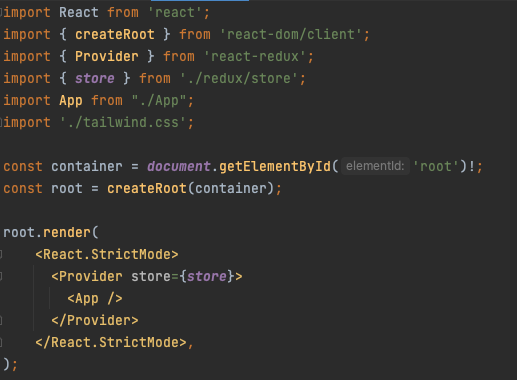 import React from 'react';
import { createRoot } from 'react-dom/client';
import { Provider } from 'react-redux';
import { store } from './redux/store';
import App from "./App";
import './tailwind.css';
const container = document.getElementById( elementId: 'root')!;
const root = createRoot(container);
root.render(
<React.StrictMode>
<Provider store={store}>
<App />
</Provider>
</React.StrictMode>,
);